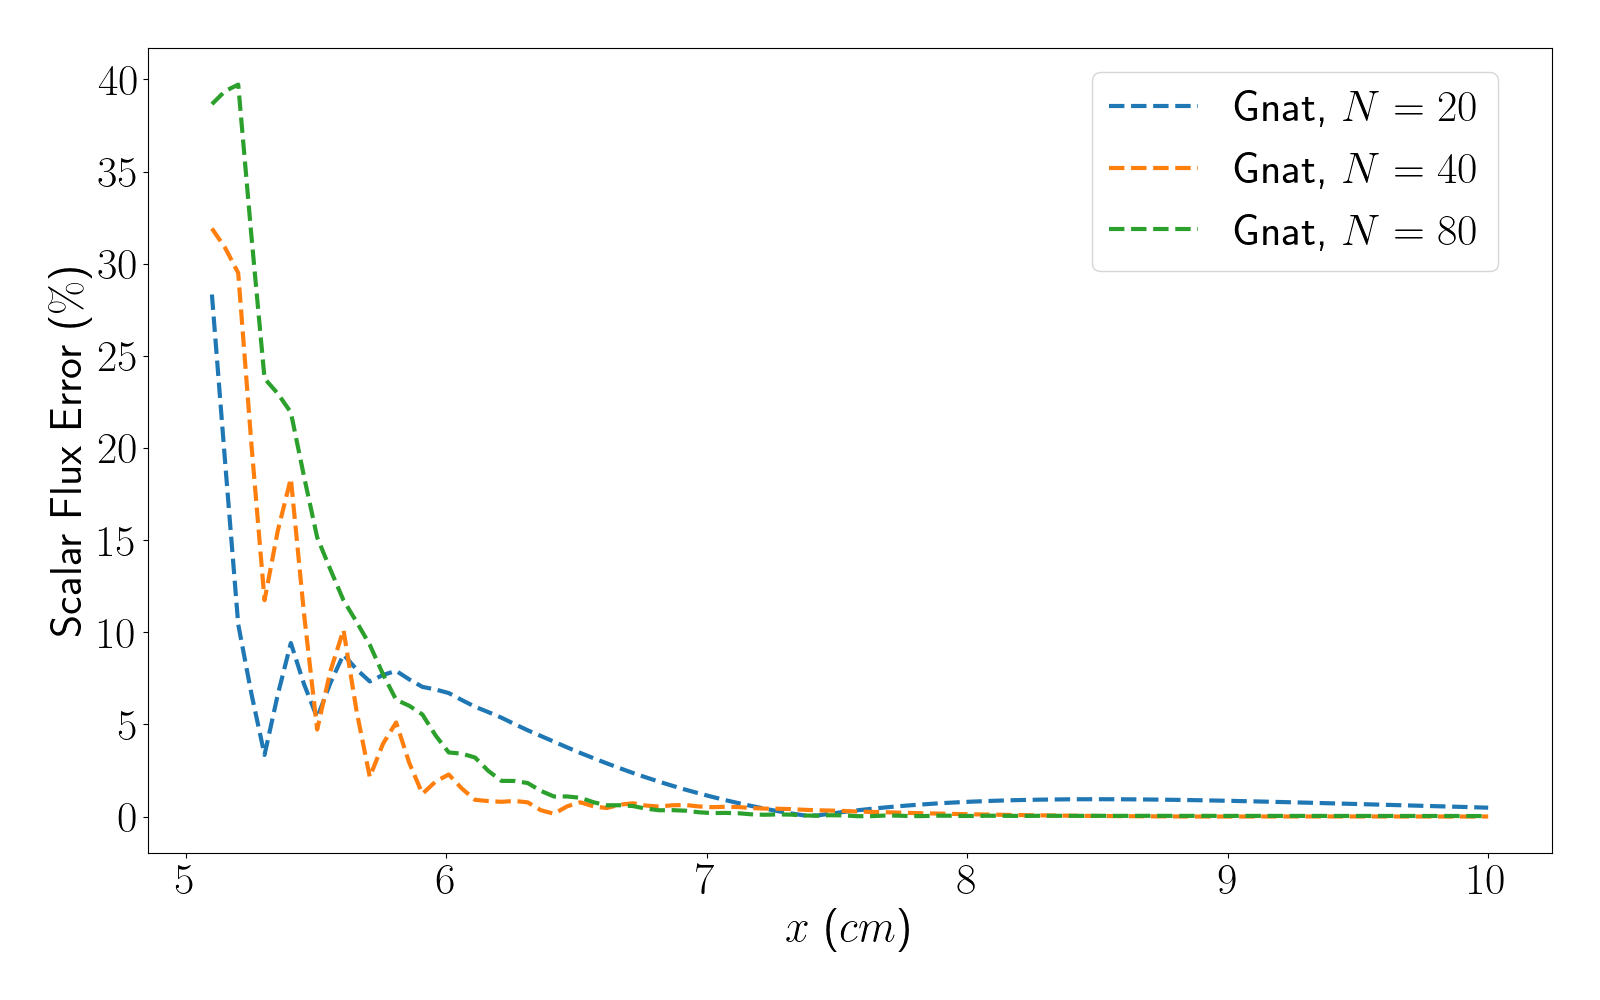 40
35
30
25
20
15
10
5
0
Scalar Flux Error (%)
5 6 7 8 9 10
x (cm)
Gnat, N = 20
Gnat, N = 40
Gnat, N = 80